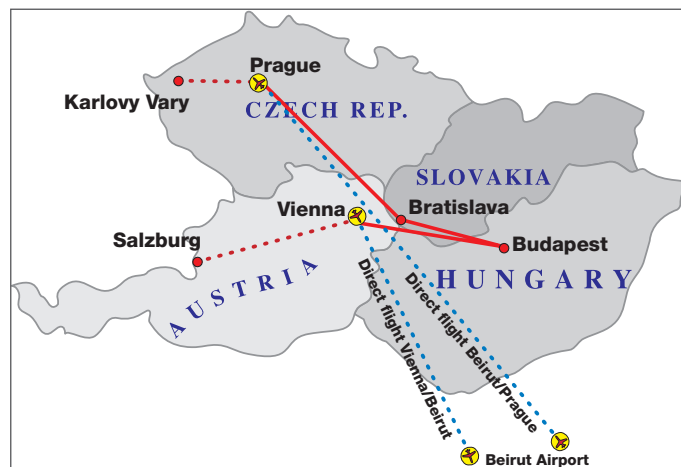 Prague
Karlovy Vary
CZECH REP.
SLOVAKIA
Vienna
Bratislava
Salzburg
Budapest
AUSTRIA
HUNGARY
Direct flight Vienna/Beirut
Direct flight Beirut/Prague
Beirut Airport